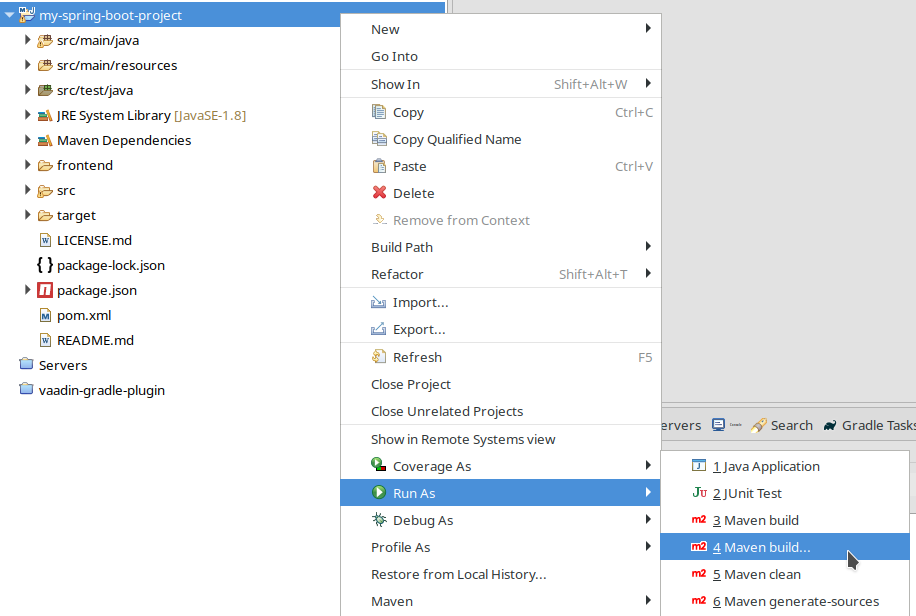 my-spring-boot-project
src/main/java
src/main/resources
src/test/java
JRE System Library [JavaSE-1.8]
Maven Dependencies
frontend
src
target
LICENSE.md
package-lock.json
package.json
pom.xml
README.md
Servers
vaadin-gradle-plugin
New
Go Into
Show In Shift+Alt+W
Copy Ctrl+C
Copy Qualified Name
Paste Ctrl+V
Delete
Remove from Context
Build Path
Refactor Shift+Alt+T
Import...
Export...
Refresh F5
Close Project
Close Unrelated Projects
Show in Remote Systems view
Coverage As
Run As
Debug As
Profile As
Restore from Local History...
Maven
ervers Search Gradle Tasks
1 Java Application
2 JUnit Test
3 Maven build
4 Maven build...
5 Maven clean
6 Maven generate-sources